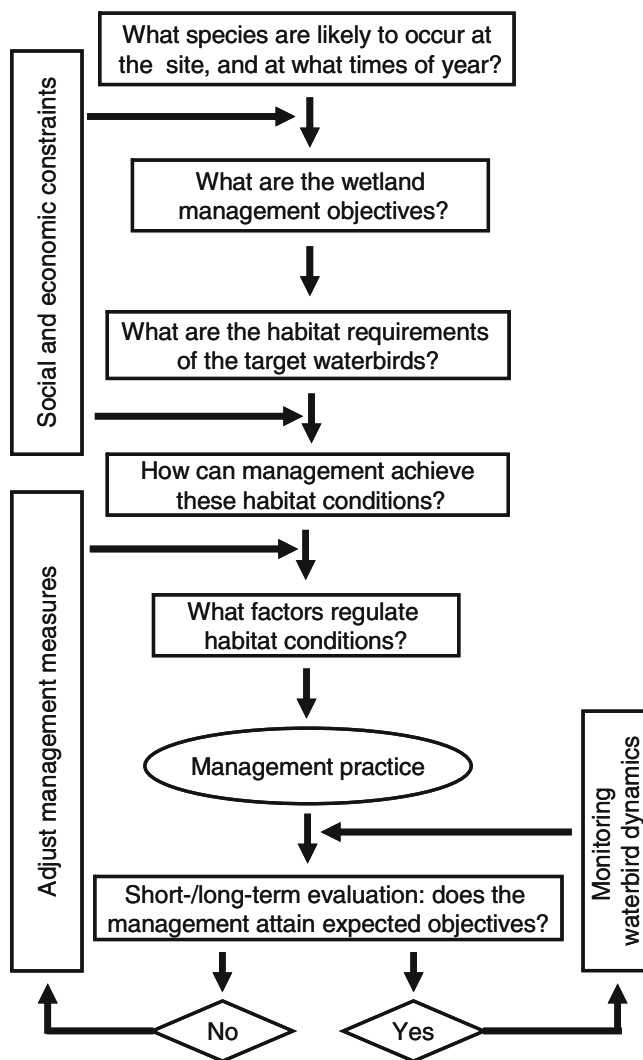 What species are likely to occur at
the site, and at what times of year?
Social and economic constraints
What are the wetland
management objectives?
What are the habitat requirements
of the target waterbirds?
How can management achieve
these habitat conditions?
Adjust management measures
What factors regulate
habitat conditions?
Management practice
Monitoring
waterbird dynamics
Short-/long-term evaluation: does the
management attain expected objectives?
No
Yes